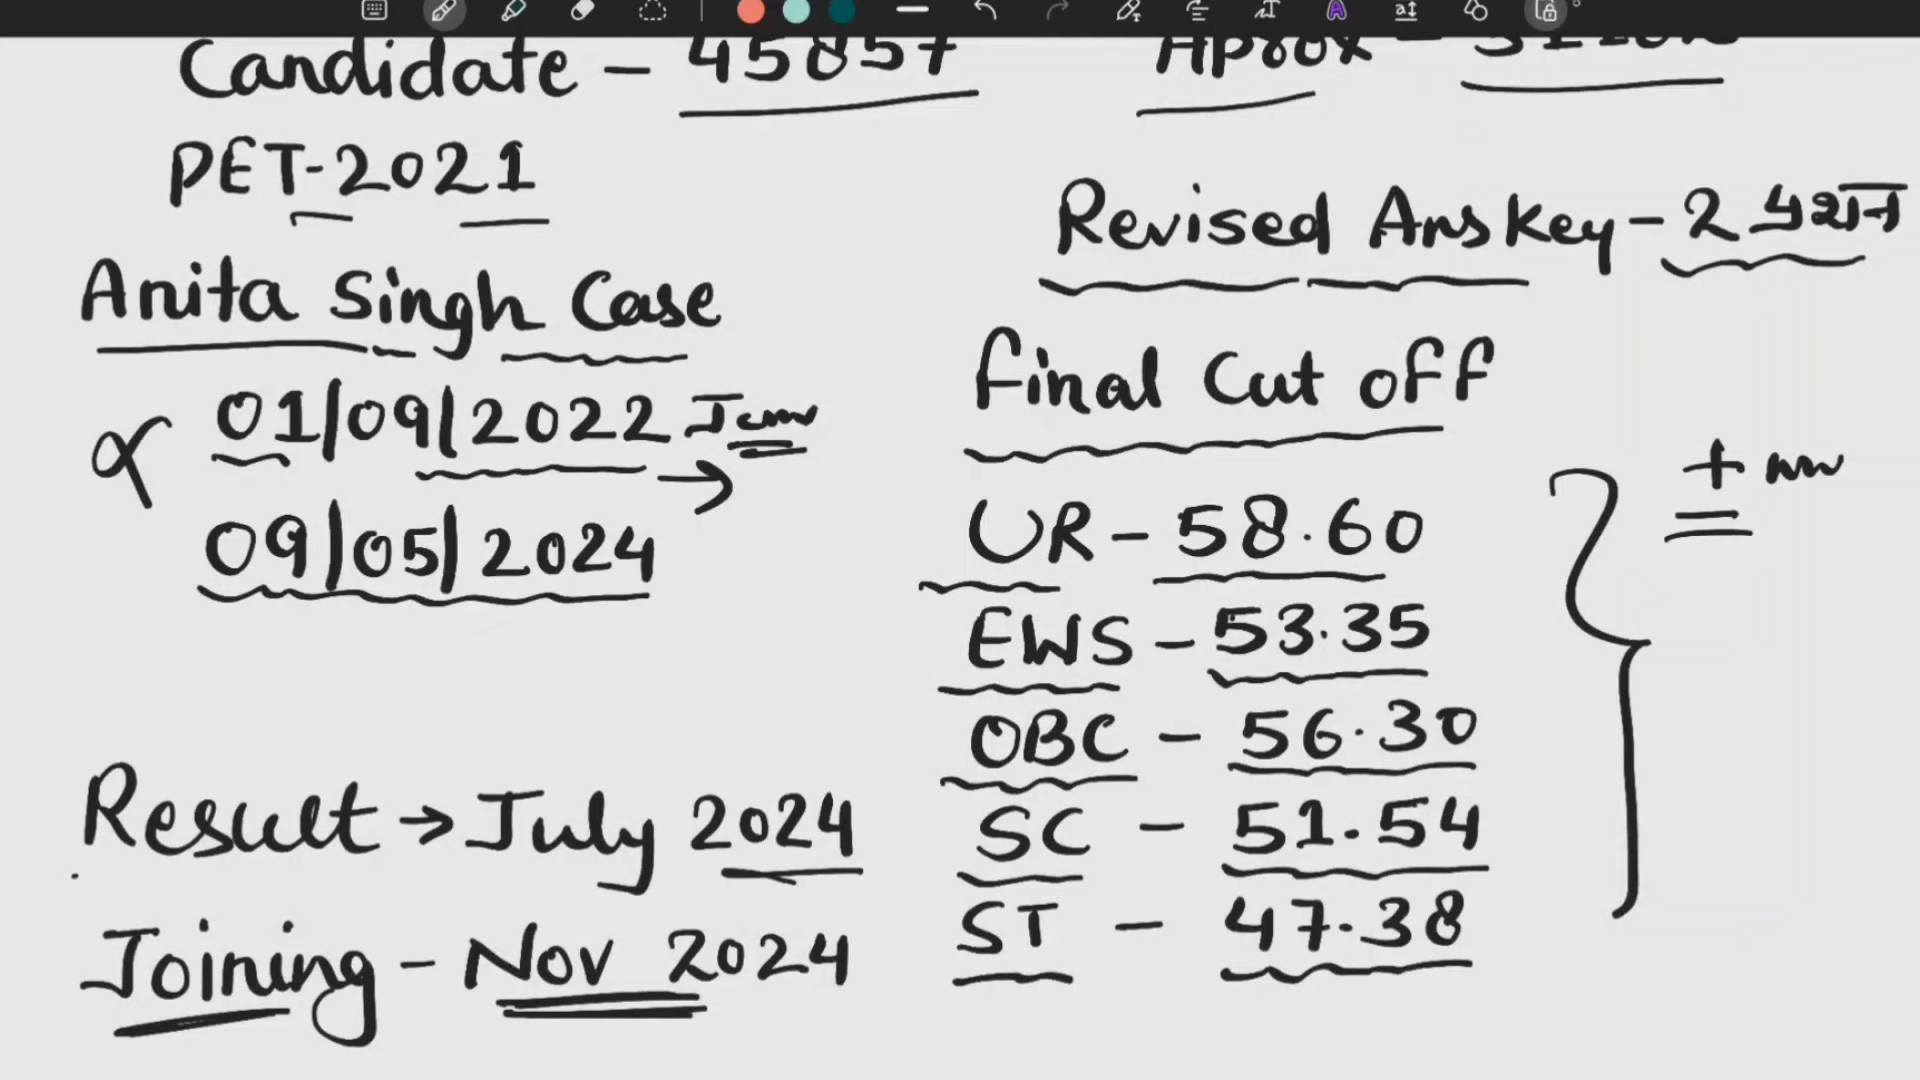 Candidate - 45857
PET-2021
Anita Singh Case
01/09/2022
09/05/2024
Result → July 2024
Joining - Nov 2024
Aprox -
Revised Ans Key - 2
Final Cut off
UR - 58.60
EWS - 53.35
OBC - 56.30
SC - 51.54
ST - 47.38
+